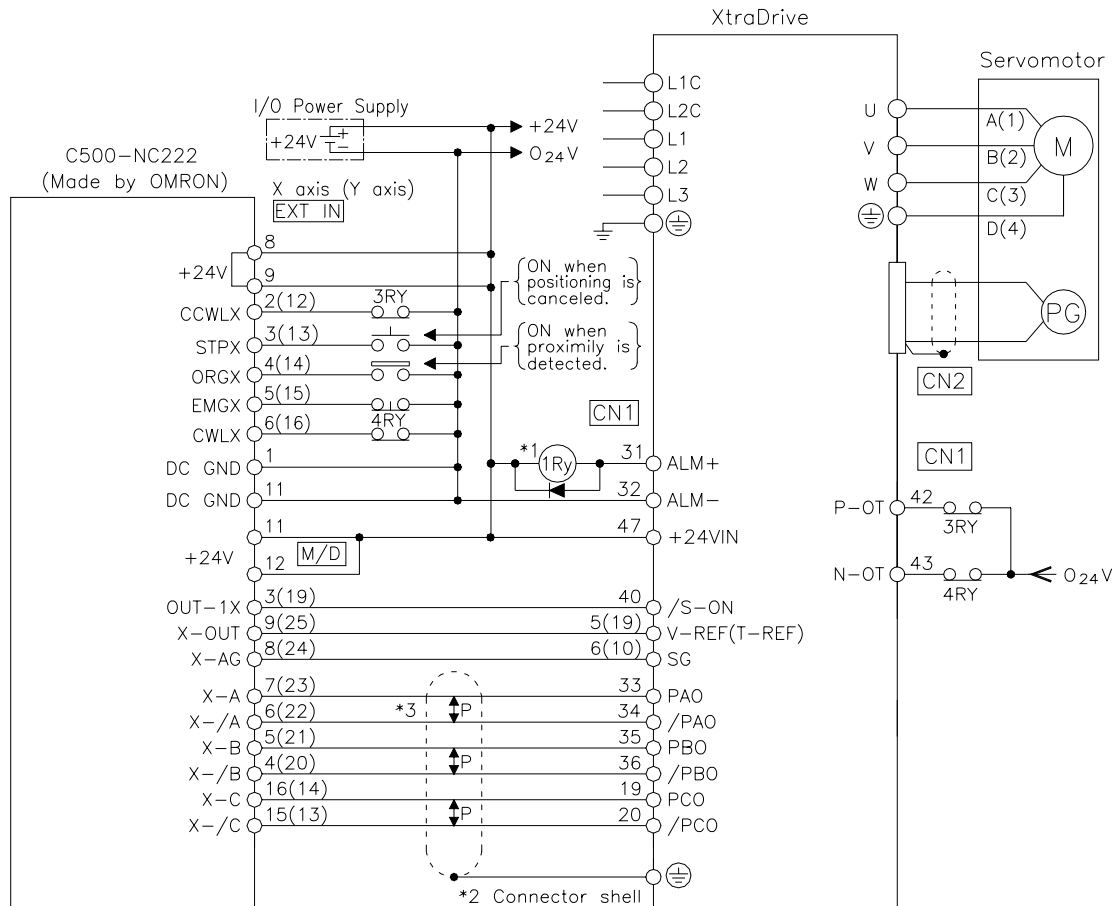 XtraDrive
Servomotor
I/O Power Supply
+24V
+
−
+24V
0 24V
C500-NC222
(Made by OMRON)
X axis (Y axis)
EXT IN
L1C
L2C
L1
L2
L3
U
V
W
A(1)
B(2)
C(3)
D(4)
M
PG
CN2
8
+24V
9
CCWLX
2(12)
3RY
STPX
3(13)
ORGX
4(14)
EMGX
5(15)
4RY
CWLX
6(16)
DC GND
1
DC GND
11
ON when
positioning is
canceled.
ON when
proximily is
detected.
CN1
*1
1Ry
31
ALM+
32
ALM-
11
+24V
12
M/D
47
+24VIN
CN1
P-OT
42
3RY
N-OT
43
4RY
0 24V
OUT-1X
3(19)
40
/S-ON
X-OUT
9(25)
5(19)
V-REF(T-REF)
X-AG
8(24)
6(10)
SG
X-A
7(23)
33
PAO
*3
P
X-/A
6(22)
34
/PAO
X-B
5(21)
35
PBO
P
X-/B
4(20)
36
/PBO
X-C
16(14)
19
PCO
P
X-/C
15(13)
20
/PCO
*2 Connector shell